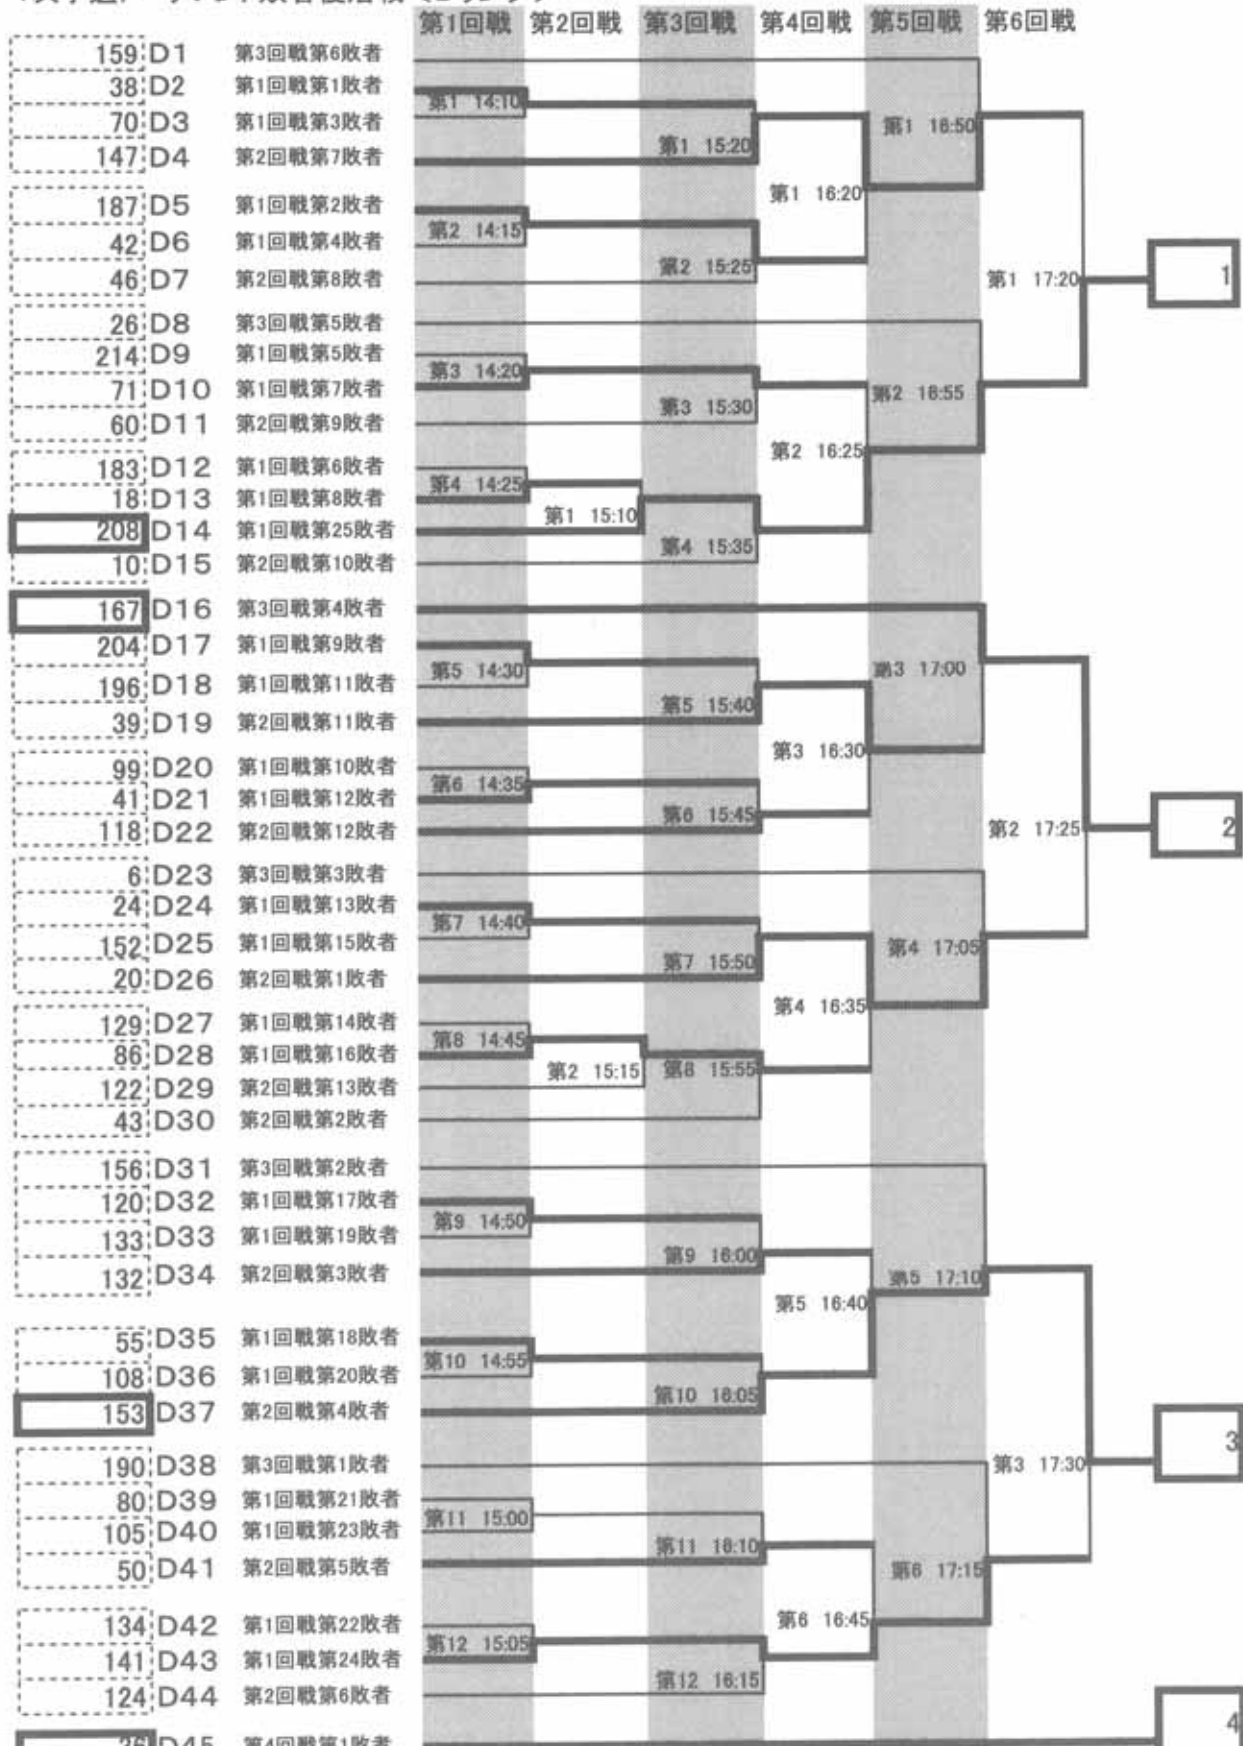 第1回戦 第2回戦 第3回戦 第4回戦 第5回戦 第6回戦
159 D1 第3回戦第6敗者
38 D2 第1回戦第1敗者
第1 14:10
70 D3 第1回戦第3敗者
第1 16:50
147 D4 第2回戦第7敗者
第1 15:20
第1 16:20
187 D5 第1回戦第2敗者
第2 14:15
42 D6 第1回戦第4敗者
第2 15:25
46 D7 第2回戦第8敗者
第1 17:20
1
26 D8 第3回戦第5敗者
214 D9 第1回戦第5敗者
第3 14:20
71 D10 第1回戦第7敗者
第2 16:55
第3 15:30
60 D11 第2回戦第9敗者
第2 16:25
183 D12 第1回戦第6敗者
第4 14:25
18 D13 第1回戦第8敗者
第1 15:10
208 D14 第1回戦第25敗者
第4 15:35
10 D15 第2回戦第10敗者
167 D16 第3回戦第4敗者
204 D17 第1回戦第9敗者
第5 14:30
第3 17:00
196 D18 第1回戦第11敗者
第5 15:40
39 D19 第2回戦第11敗者
第3 16:30
99 D20 第1回戦第10敗者
第6 14:35
41 D21 第1回戦第12敗者
第6 15:45
118 D22 第2回戦第12敗者
第2 17:25
2
6 D23 第3回戦第3敗者
24 D24 第1回戦第13敗者
第7 14:40
152 D25 第1回戦第15敗者
第4 17:05
第7 15:50
20 D26 第2回戦第1敗者
第4 16:35
129 D27 第1回戦第14敗者
第8 14:45
86 D28 第1回戦第16敗者
第2 15:15
第8 15:55
122 D29 第2回戦第13敗者
43 D30 第2回戦第2敗者
156 D31 第3回戦第2敗者
120 D32 第1回戦第17敗者
第9 14:50
133 D33 第1回戦第19敗者
第9 16:00
132 D34 第2回戦第3敗者
第5 17:10
第5 16:40
55 D35 第1回戦第18敗者
第10 14:55
108 D36 第1回戦第20敗者
第10 16:05
153 D37 第2回戦第4敗者
3
190 D38 第3回戦第1敗者
第3 17:30
80 D39 第1回戦第21敗者
第11 15:00
105 D40 第1回戦第23敗者
第11 16:10
50 D41 第2回戦第5敗者
第6 17:15
134 D42 第1回戦第22敗者
第6 16:45
第12 15:05
141 D43 第1回戦第24敗者
第12 16:15
124 D44 第2回戦第6敗者
4
36 D45 第4回戦第1敗者